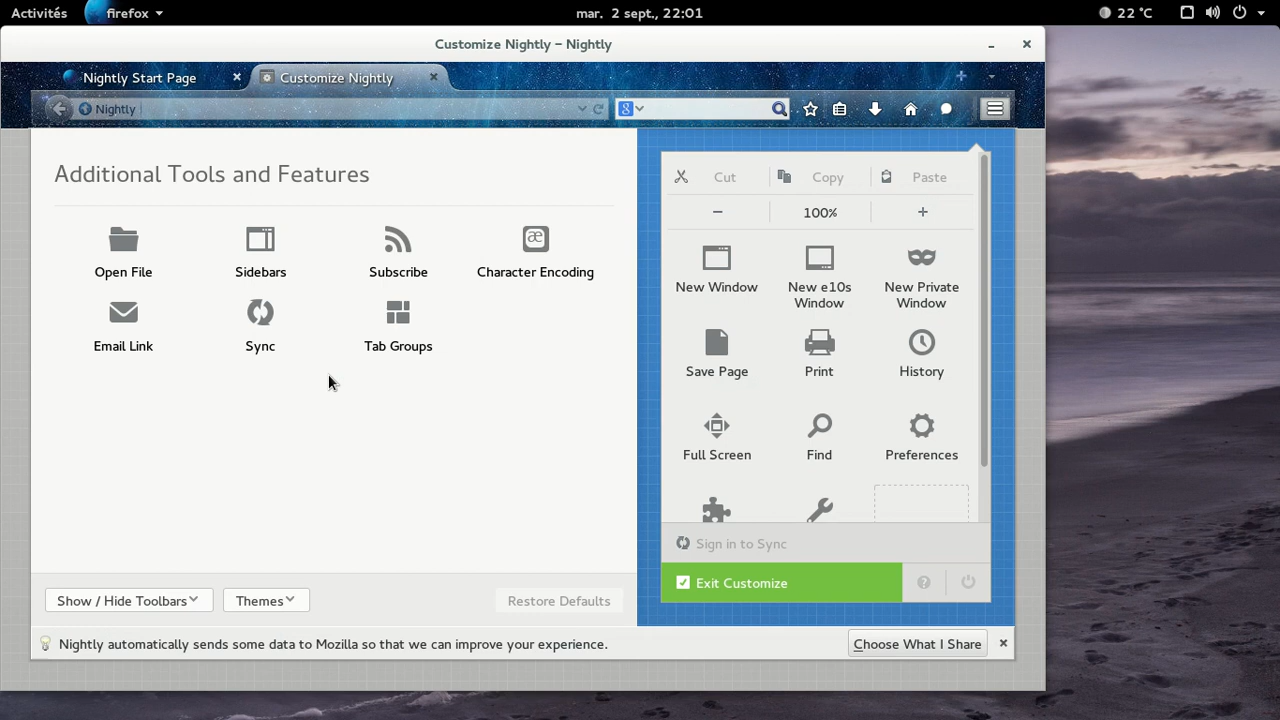 Activités firefox mar. 2 sept., 22:01 22 °C
Customize Nightly – Nightly
Nightly Start Page Customize Nightly
Nightly
Additional Tools and Features
Open File Sidebars Subscribe Character Encoding
Email Link Sync Tab Groups
Cut Copy Paste
− 100% +
New Window New e10s Window New Private Window
Save Page Print History
Full Screen Find Preferences
Sign in to Sync
Exit Customize
Show / Hide Toolbars Themes Restore Defaults
Nightly automatically sends some data to Mozilla so that we can improve your experience. Choose What I Share